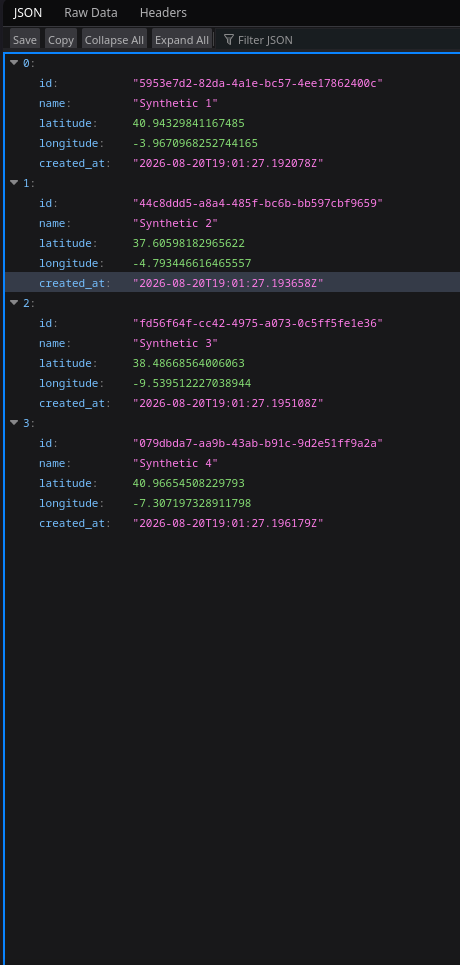 JSON Raw Data Headers
Save Copy Collapse All Expand All Filter JSON
0:
id: "5953e7d2-82da-4a1e-bc57-4ee17862400c"
name: "Synthetic 1"
latitude: 40.94329841167485
longitude: -3.9670968252744165
created_at: "2026-08-20T19:01:27.192078Z"
1:
id: "44c8ddd5-a8a4-485f-bc6b-bb597cbf9659"
name: "Synthetic 2"
latitude: 37.60598182965622
longitude: -4.793446616465557
created_at: "2026-08-20T19:01:27.193658Z"
2:
id: "fd56f64f-cc42-4975-a073-0c5ff5fe1e36"
name: "Synthetic 3"
latitude: 38.48668564006063
longitude: -9.539512227038944
created_at: "2026-08-20T19:01:27.195108Z"
3:
id: "079dbda7-aa9b-43ab-b91c-9d2e51ff9a2a"
name: "Synthetic 4"
latitude: 40.96654508229793
longitude: -7.307197328911798
created_at: "2026-08-20T19:01:27.196179Z"